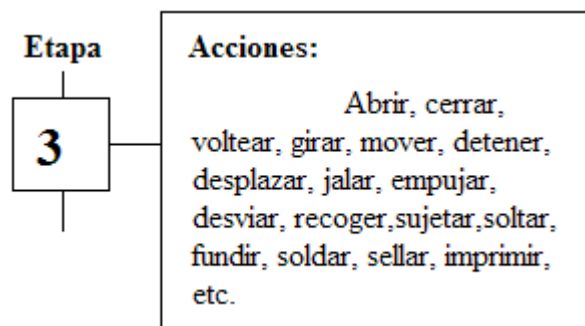 Etapa
3
Acciones:
Abrir, cerrar,
voltear, girar, mover, detener,
desplazar, jalar, empujar,
desviar, recoger,sujetar,soltar,
fundir, soldar, sellar, imprimir,
etc.